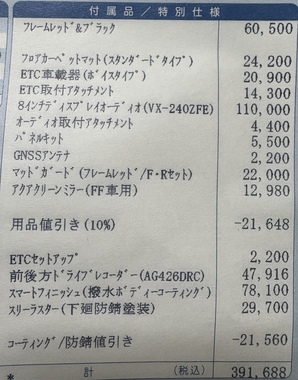 付属品／特別仕様
フレームレッド&ブラック 60,500
フロアカーペットマット(スタンダードタイプ) 24,200
ETC車載器(ボイスタイプ) 20,900
ETC取付アタッチメント 14,300
8インチディスプレイオーディオ(VX-240ZFE) 110,000
オーディオ取付アタッチメント 4,400
パネルキット 5,500
GNSSアンテナ 2,200
マッドガード(フレームレッド/F・Rセット) 22,000
アクアクリーンミラー(FF車用) 12,980
用品値引き(10%) -21,648
ETCセットアップ 2,200
前後方ドライブレコーダー(AG426DRC) 47,916
スマートフィニッシュ(撥水ボディーコーティング) 78,100
スリーラスター(下廻防錆塗装) 29,700
コーティング/防錆値引き -21,560
* 計 (税込) 391,688